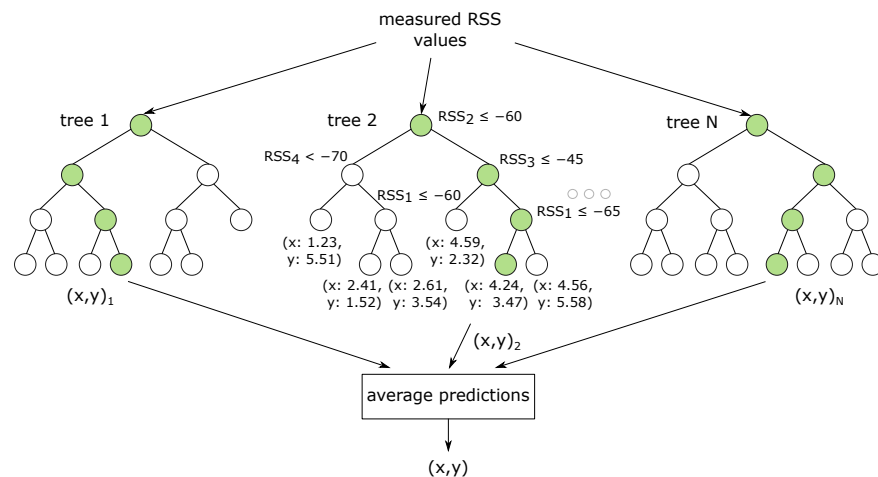 measured RSS
values
tree 1
tree 2
tree N
RSS₂ ≤ −60
RSS₄ < −70
RSS₃ ≤ −45
RSS₁ ≤ −60
RSS₁ ≤ −65
(x: 1.23,
y: 5.51)
(x: 4.59,
y: 2.32)
(x: 2.41,
y: 1.52)
(x: 2.61,
y: 3.54)
(x: 4.24,
y: 3.47)
(x: 4.56,
y: 5.58)
(x,y)₁
(x,y)₂
(x,y)N
average predictions
(x,y)